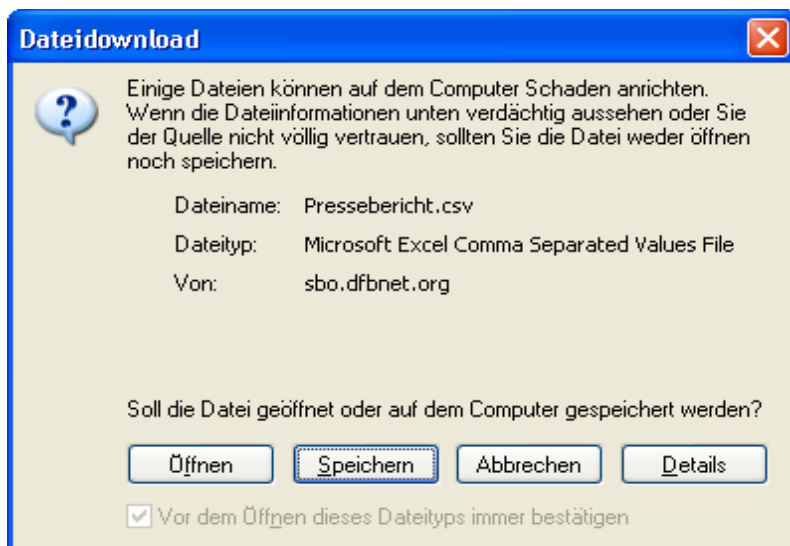 Dateidownload
Einige Dateien können auf dem Computer Schaden anrichten.
Wenn die Dateiinformationen unten verdächtig aussehen oder Sie
der Quelle nicht völlig vertrauen, sollten Sie die Datei weder öffnen
noch speichern.
Dateiname: Pressebericht.csv
Dateityp: Microsoft Excel Comma Separated Values File
Von: sbo.dfbnet.org
Soll die Datei geöffnet oder auf dem Computer gespeichert werden?
Öffnen Speichern Abbrechen Details
Vor dem Öffnen dieses Dateityps immer bestätigen